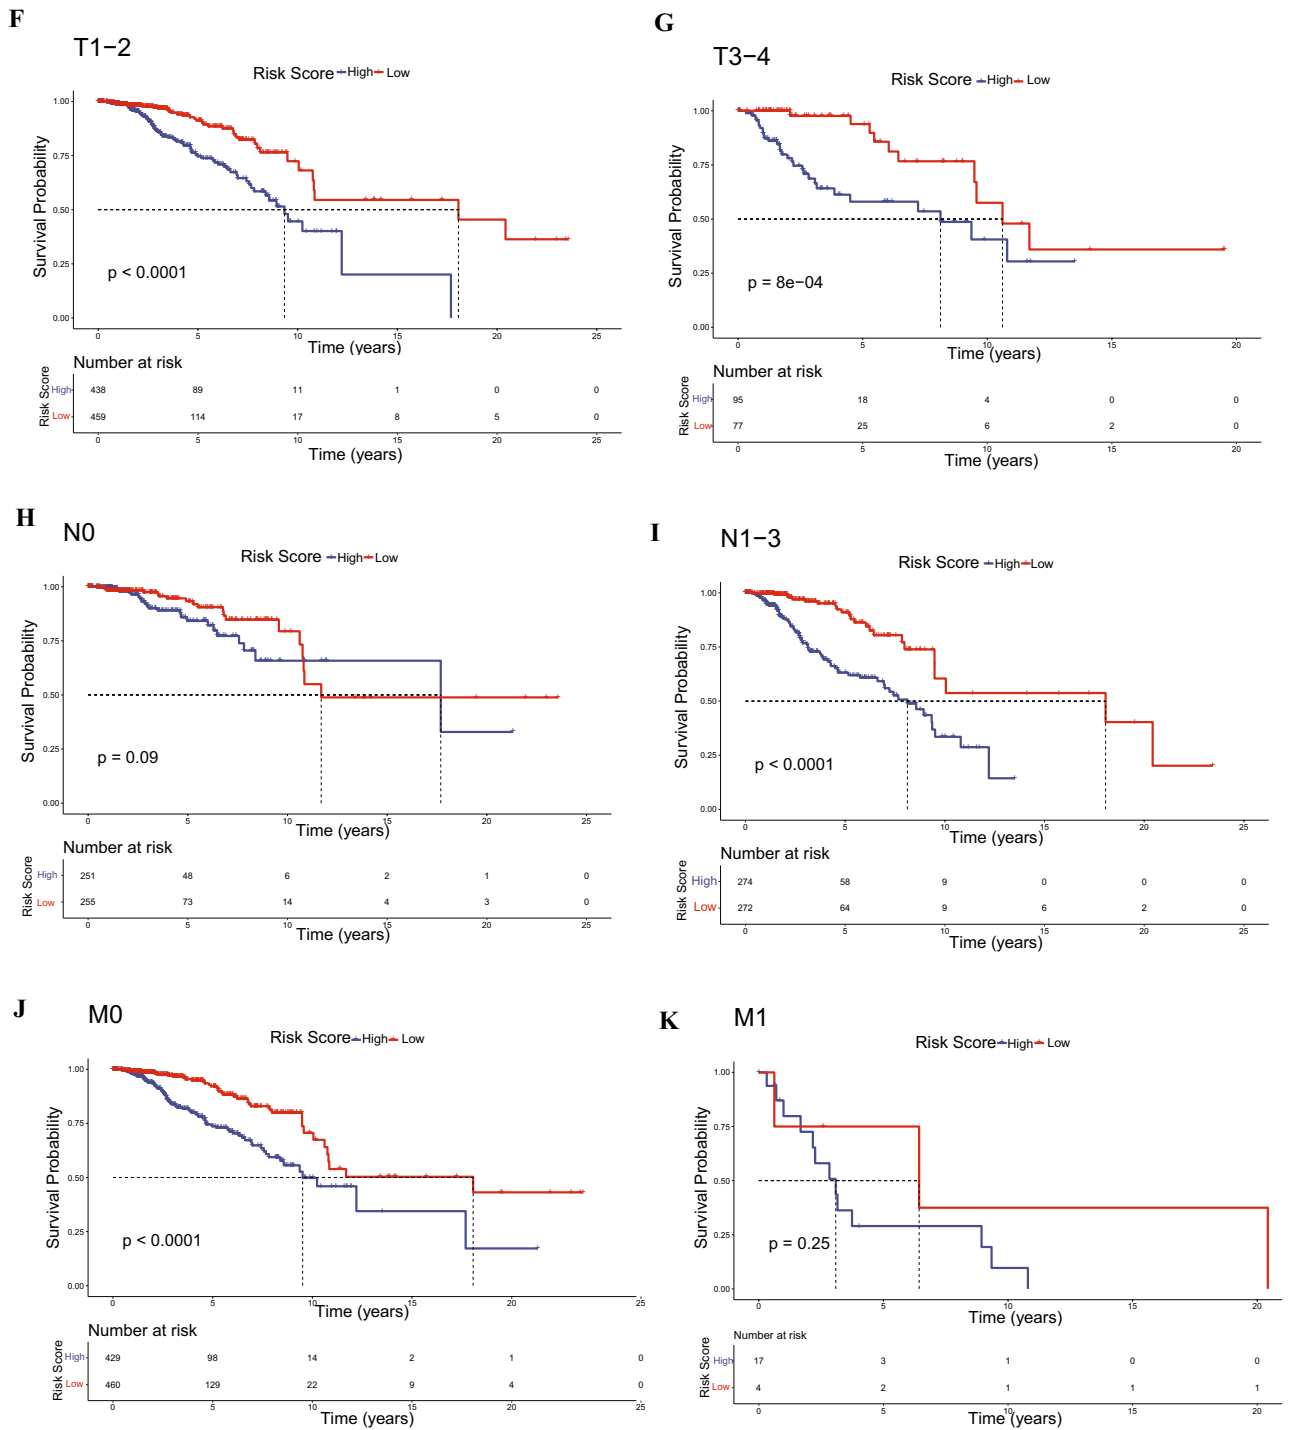 F
T1−2
Risk Score High Low
Survival Probability
1.00
0.75
0.50
0.25
0.00
p < 0.0001
0 5 10 15 20 25
Time (years)
Number at risk
Risk Score
High 438 89 11 1 0 0
Low 459 114 17 8 5 0
0 5 10 15 20 25
Time (years)
G
T3−4
Risk Score High Low
Survival Probability
1.00
0.75
0.50
0.25
0.00
p = 8e−04
0 5 10 15 20
Time (years)
Number at risk
Risk Score
High 95 18 4 0 0
Low 77 25 6 2 0
0 5 10 15 20
Time (years)
H
N0
Risk Score High Low
Survival Probability
1.00
0.75
0.50
0.25
0.00
p = 0.09
0 5 10 15 20 25
Time (years)
Number at risk
Risk Score
High 251 48 6 2 1 0
Low 255 73 14 4 3 0
0 5 10 15 20 25
Time (years)
I
N1−3
Risk Score High Low
Survival Probability
1.00
0.75
0.50
0.25
0.00
p < 0.0001
0 5 10 15 20 25
Time (years)
Number at risk
Risk Score
High 274 58 9 0 0 0
Low 272 64 9 6 2 0
0 5 10 15 20 25
Time (years)
J
M0
Risk Score High Low
Survival Probability
1.00
0.75
0.50
0.25
0.00
p < 0.0001
0 5 10 15 20 25
Time (years)
Number at risk
Risk Score
High 429 98 14 2 1 0
Low 460 129 22 9 4 0
0 5 10 15 20 25
Time (years)
K
M1
Risk Score High Low
Survival Probability
1.00
0.75
0.50
0.25
0.00
p = 0.25
0 5 10 15 20
Time (years)
Number at risk
Risk Score
High 17 3 1 0 0
Low 4 2 1 1 1
0 5 10 15 20
Time (years)